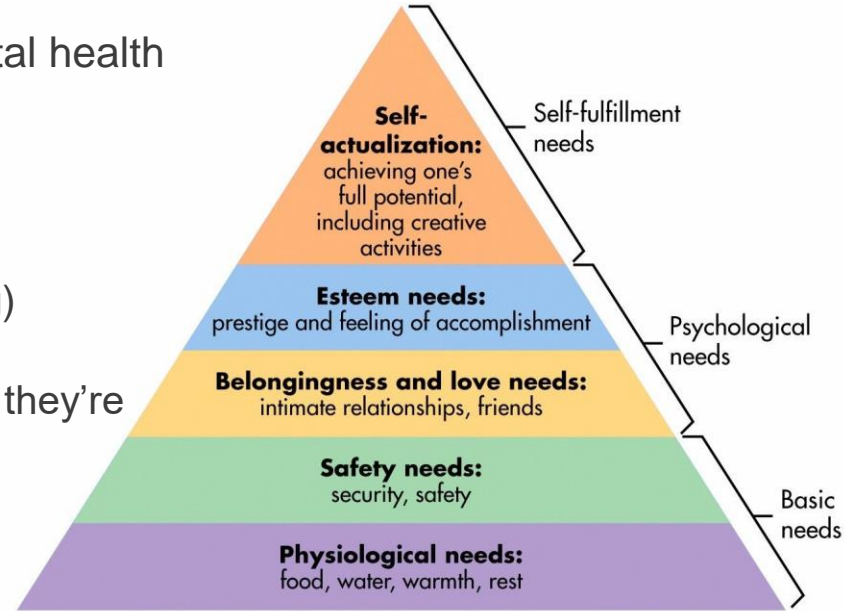 tal health
)
they're
Self-
actualization:
achieving one's
full potential,
including creative
activities
Self-fulfillment
needs
Esteem needs:
prestige and feeling of accomplishment
Psychological
needs
Belongingness and love needs:
intimate relationships, friends
Safety needs:
security, safety
Basic
needs
Physiological needs:
food, water, warmth, rest